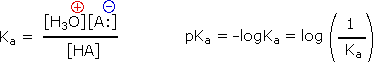 Kₐ = [H₃O⊕][A:⊖] / [HA]    pKₐ = -logKₐ = log (1 / Kₐ)